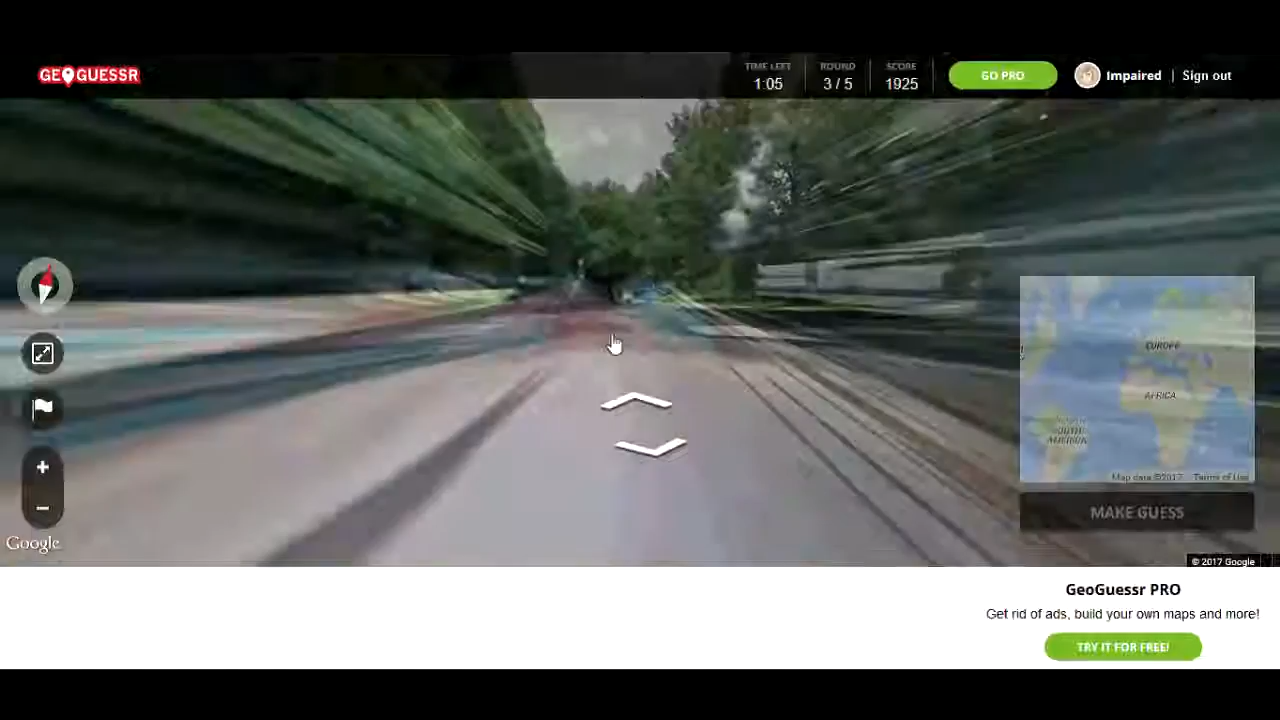 GEOGUESSR
TIME LEFT
1:05
ROUND
3 / 5
SCORE
1925
GO PRO
Impaired | Sign out
EUROPE
AFRICA
SOUTH
AMERICA
Map data ©2017 Terms of Use
MAKE GUESS
Google
© 2017 Google
GeoGuessr PRO
Get rid of ads, build your own maps and more!
TRY IT FOR FREE!